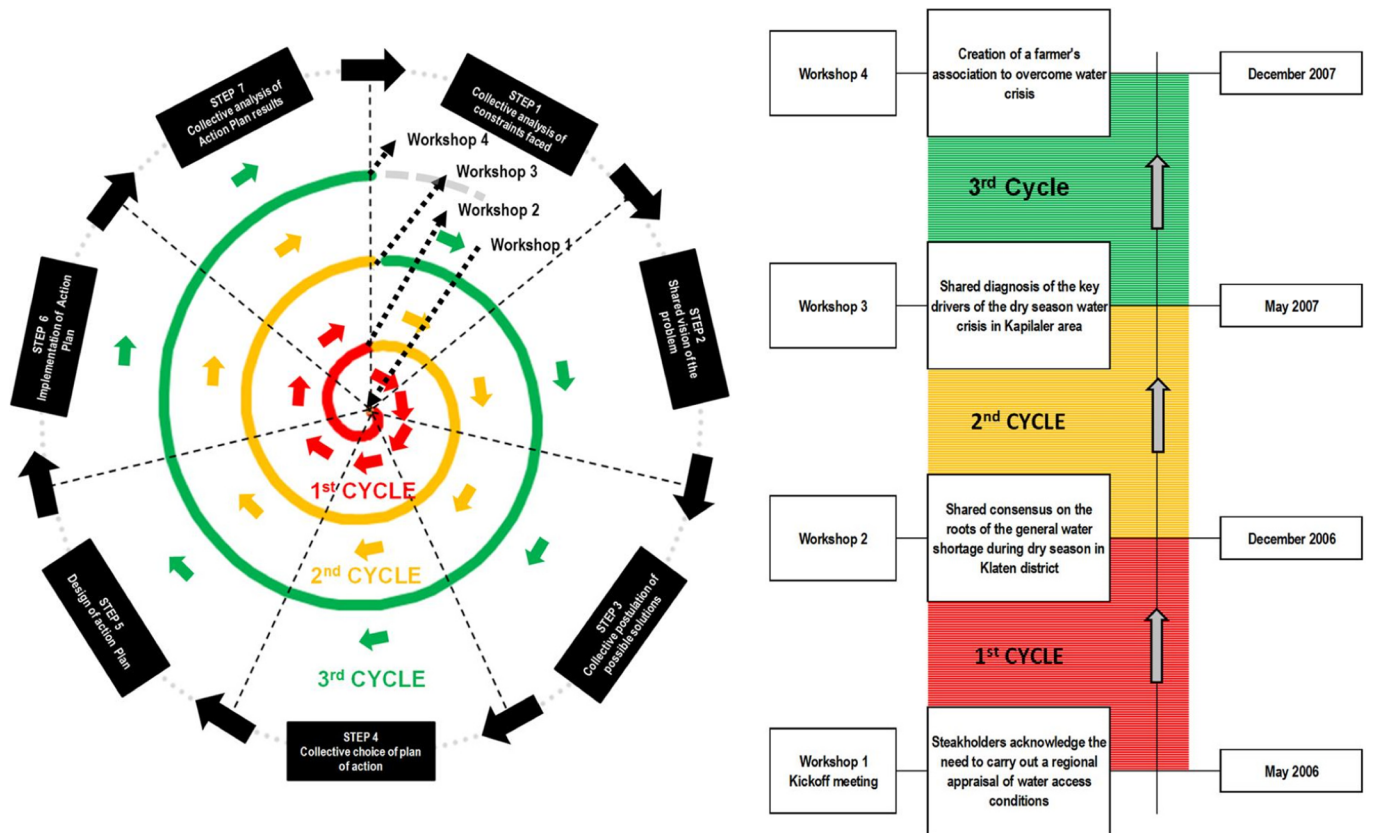 STEP 1
Collective analysis of
constraints faced
STEP 2
Shared vision of the
problem
STEP 3
Collective postulation of
possible solutions
STEP 4
Collective choice of plan
of action
STEP 5
Design of action Plan
STEP 6
Implementation of Action
Plan
STEP 7
Collective analysis of
Action Plan results
Workshop 4
Workshop 3
Workshop 2
Workshop 1
1st CYCLE
2nd CYCLE
3rd CYCLE
Workshop 4
Creation of a farmer's
association to overcome water
crisis
December 2007
3rd Cycle
Workshop 3
Shared diagnosis of the key
drivers of the dry season water
crisis in Kapilaler area
May 2007
2nd CYCLE
Workshop 2
Shared consensus on the
roots of the general water
shortage during dry season in
Klaten district
December 2006
1st CYCLE
Workshop 1
Kickoff meeting
Steakholders acknowledge the
need to carry out a regional
appraisal of water access
conditions
May 2006